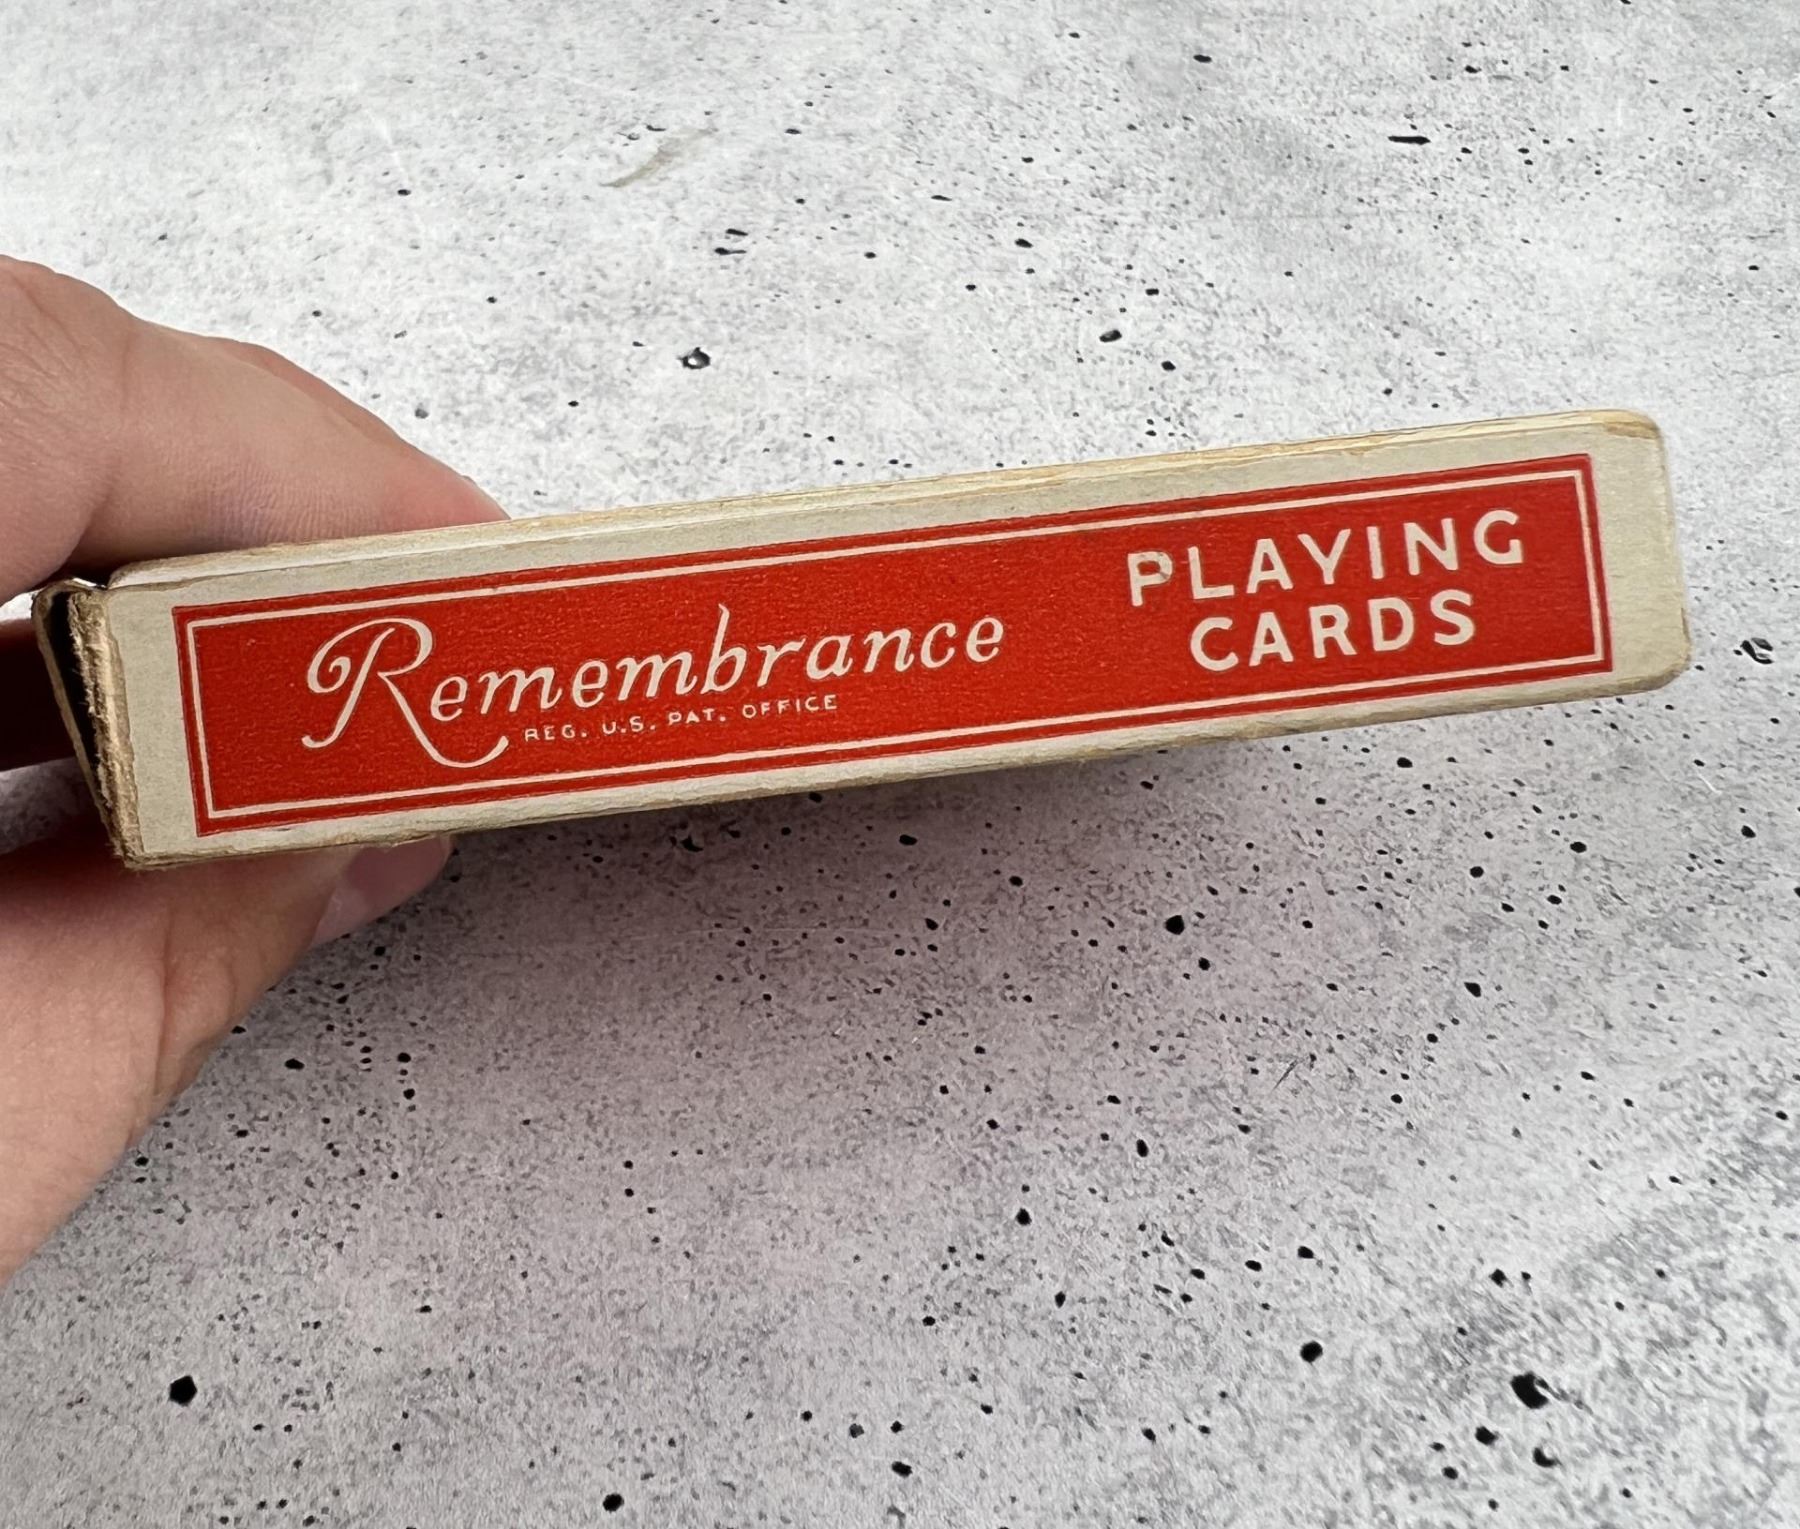 Remembrance
REG. U.S. PAT. OFFICE
PLAYING
CARDS